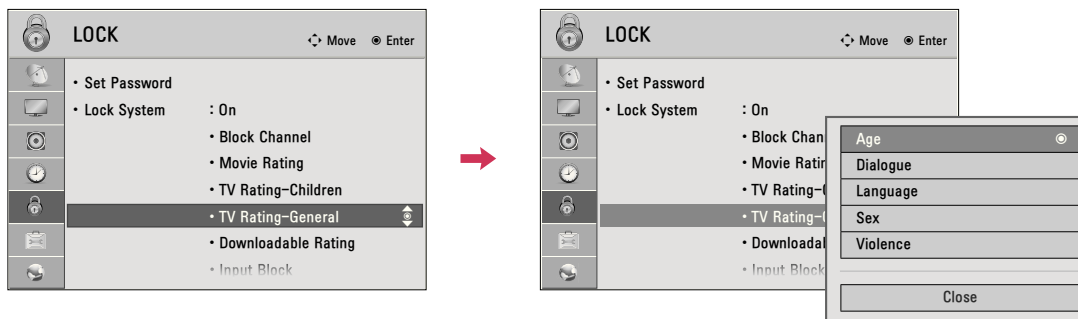 LOCK
Move Enter
• Set Password
• Lock System : On
• Block Channel
• Movie Rating
• TV Rating-Children
• TV Rating-General
• Downloadable Rating
• Input Block
LOCK
Move Enter
• Set Password
• Lock System : On
• Block Chan
• Movie Ratin
• TV Rating-
• TV Rating-
• Downloadal
• Input Block
Age
Dialogue
Language
Sex
Violence
Close